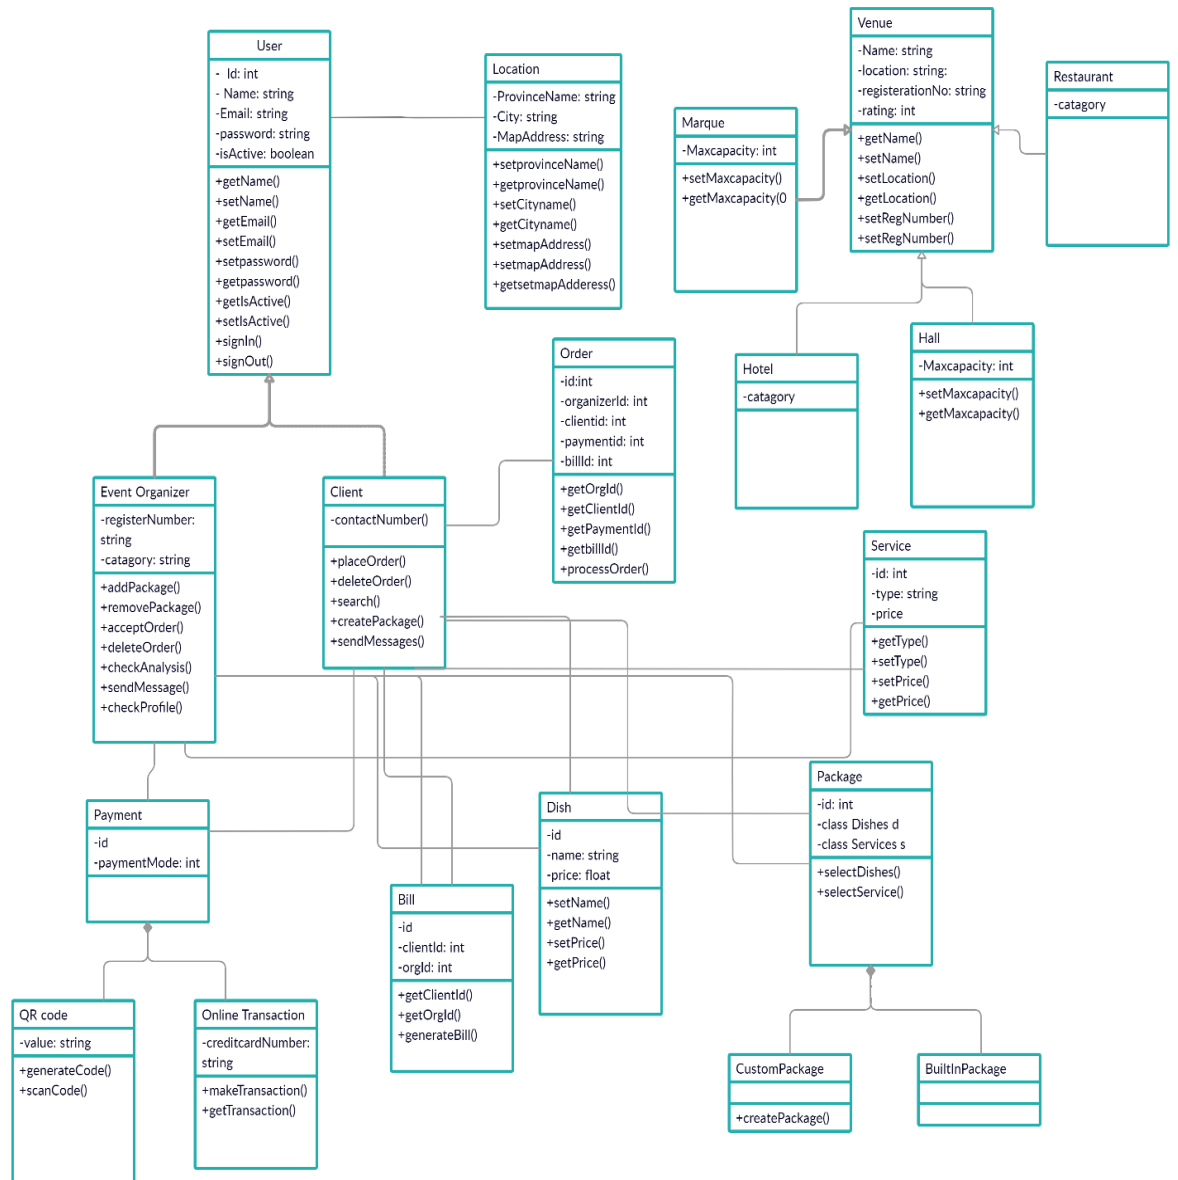 User
- Id: int
- Name: string
-Email: string
-password: string
-isActive: boolean
+getName()
+setName()
+getEmail()
+setEmail()
+setpassword()
+getpassword()
+getIsActive()
+setIsActive()
+signIn()
+signOut()
Location
-ProvinceName: string
-City: string
-MapAddress: string
+setprovinceName()
+getprovinceName()
+setCityname()
+getCityname()
+setmapAddress()
+setmapAddress()
+getsetmapAdderess()
Marque
-Maxcapacity: int
+setMaxcapacity()
+getMaxcapacity(0
Venue
-Name: string
-location: string:
-registerationNo: string
-rating: int
+getName()
+setName()
+setLocation()
+getLocation()
+setRegNumber()
+setRegNumber()
Restaurant
-catagory
Hotel
-catagory
Hall
-Maxcapacity: int
+setMaxcapacity()
+getMaxcapacity()
Order
-id:int
-organizerId: int
-clientid: int
-paymentid: int
-billId: int
+getOrgId()
+getClientId()
+getPaymentId()
+getbillId()
+processOrder()
Event Organizer
-registerNumber:
string
-catagory: string
+addPackage()
+removePackage()
+acceptOrder()
+deleteOrder()
+checkAnalysis()
+sendMessage()
+checkProfile()
Client
-contactNumber()
+placeOrder()
+deleteOrder()
+search()
+createPackage()
+sendMessages()
Service
-id: int
-type: string
-price
+getType()
+setType()
+setPrice()
+getPrice()
Payment
-id
-paymentMode: int
Bill
-id
-clientId: int
-orgId: int
+getClientId()
+getOrgId()
+generateBill()
Dish
-id
-name: string
-price: float
+setName()
+getName()
+setPrice()
+getPrice()
Package
-id: int
-class Dishes d
-class Services s
+selectDishes()
+selectService()
QR code
-value: string
+generateCode()
+scanCode()
Online Transaction
-creditcardNumber:
string
+makeTransaction()
+getTransaction()
CustomPackage
+createPackage()
BuiltInPackage